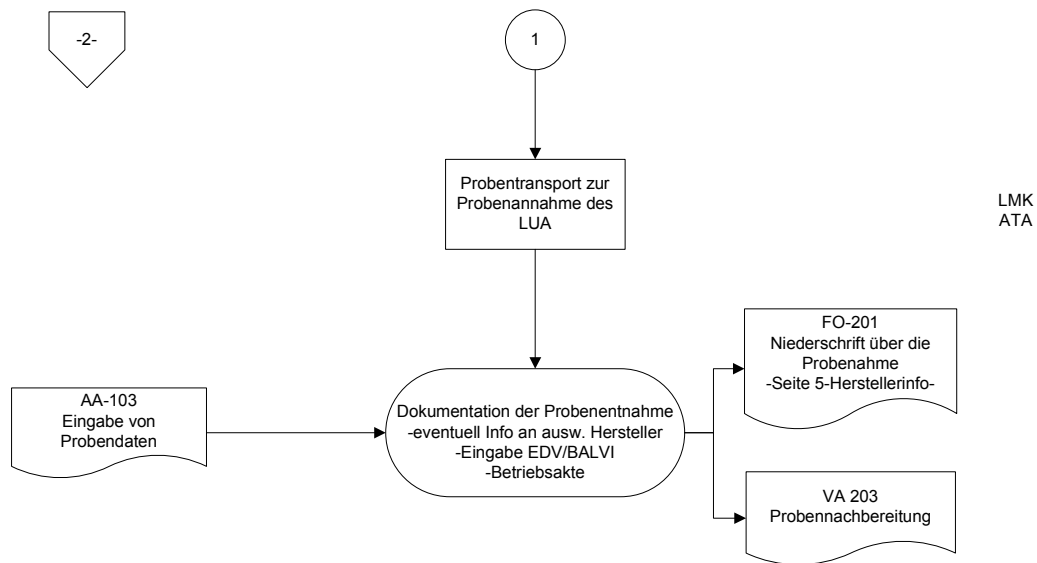 -2-
1
Probentransport zur
Probenannahme des
LUA
LMK
ATA
FO-201
Niederschrift über die
Probenahme
-Seite 5-Herstellerinfo-
AA-103
Eingabe von
Probendaten
Dokumentation der Probenentnahme
-eventuell Info an ausw. Hersteller
-Eingabe EDV/BALVI
-Betriebsakte
VA 203
Probennachbereitung